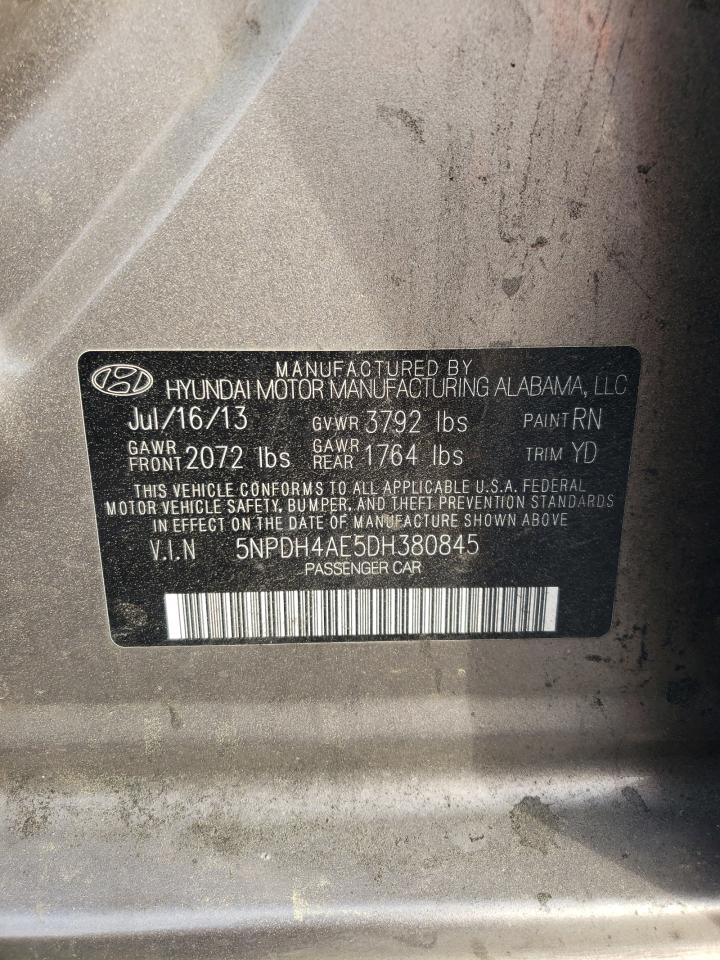 MANUFACTURED BY
HYUNDAI MOTOR MANUFACTURING ALABAMA, LLC
Jul/16/13 GVWR 3792 lbs PAINT RN
GAWR FRONT 2072 lbs GAWR REAR 1764 lbs TRIM YD
THIS VEHICLE CONFORMS TO ALL APPLICABLE U.S.A. FEDERAL
MOTOR VEHICLE SAFETY, BUMPER, AND THEFT PREVENTION STANDARDS
IN EFFECT ON THE DATE OF MANUFACTURE SHOWN ABOVE
V.I.N 5NPDH4AE5DH380845
PASSENGER CAR